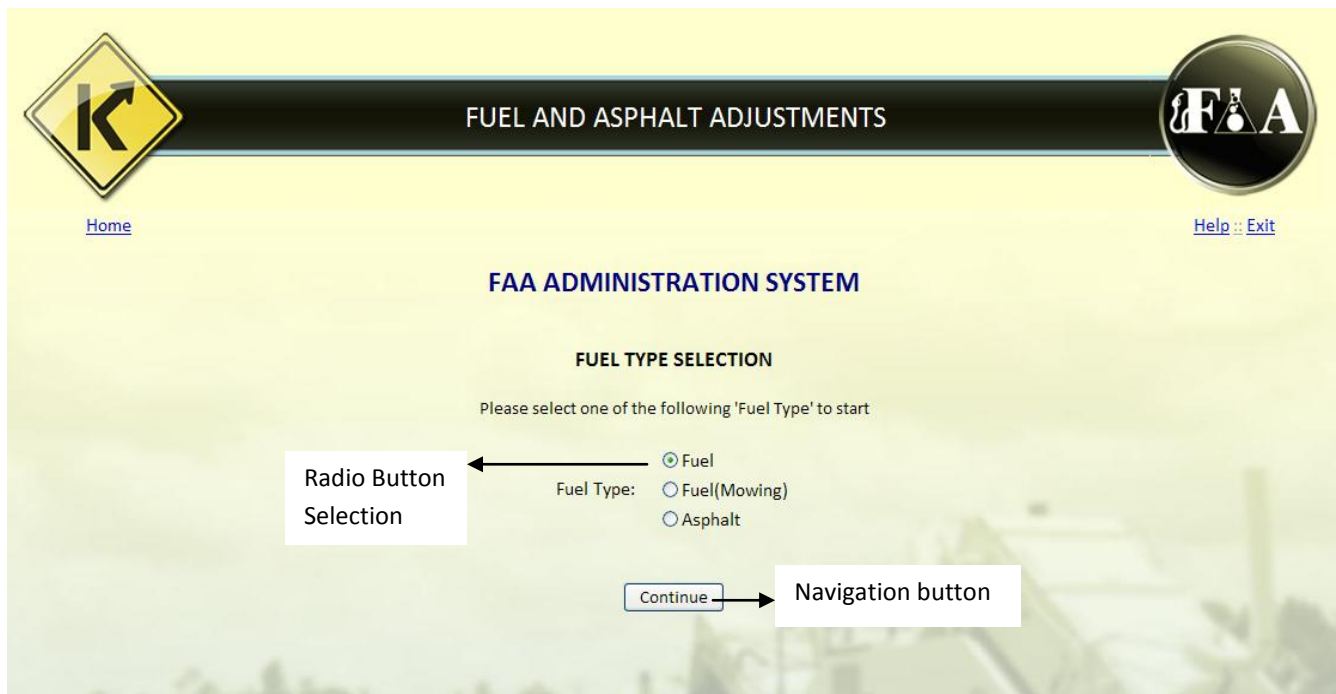 K
FUEL AND ASPHALT ADJUSTMENTS
FAA
Home
Help :: Exit
FAA ADMINISTRATION SYSTEM
FUEL TYPE SELECTION
Please select one of the following 'Fuel Type' to start
Radio Button
Selection
Fuel
Fuel Type:
Fuel(Mowing)
Asphalt
Continue
Navigation button